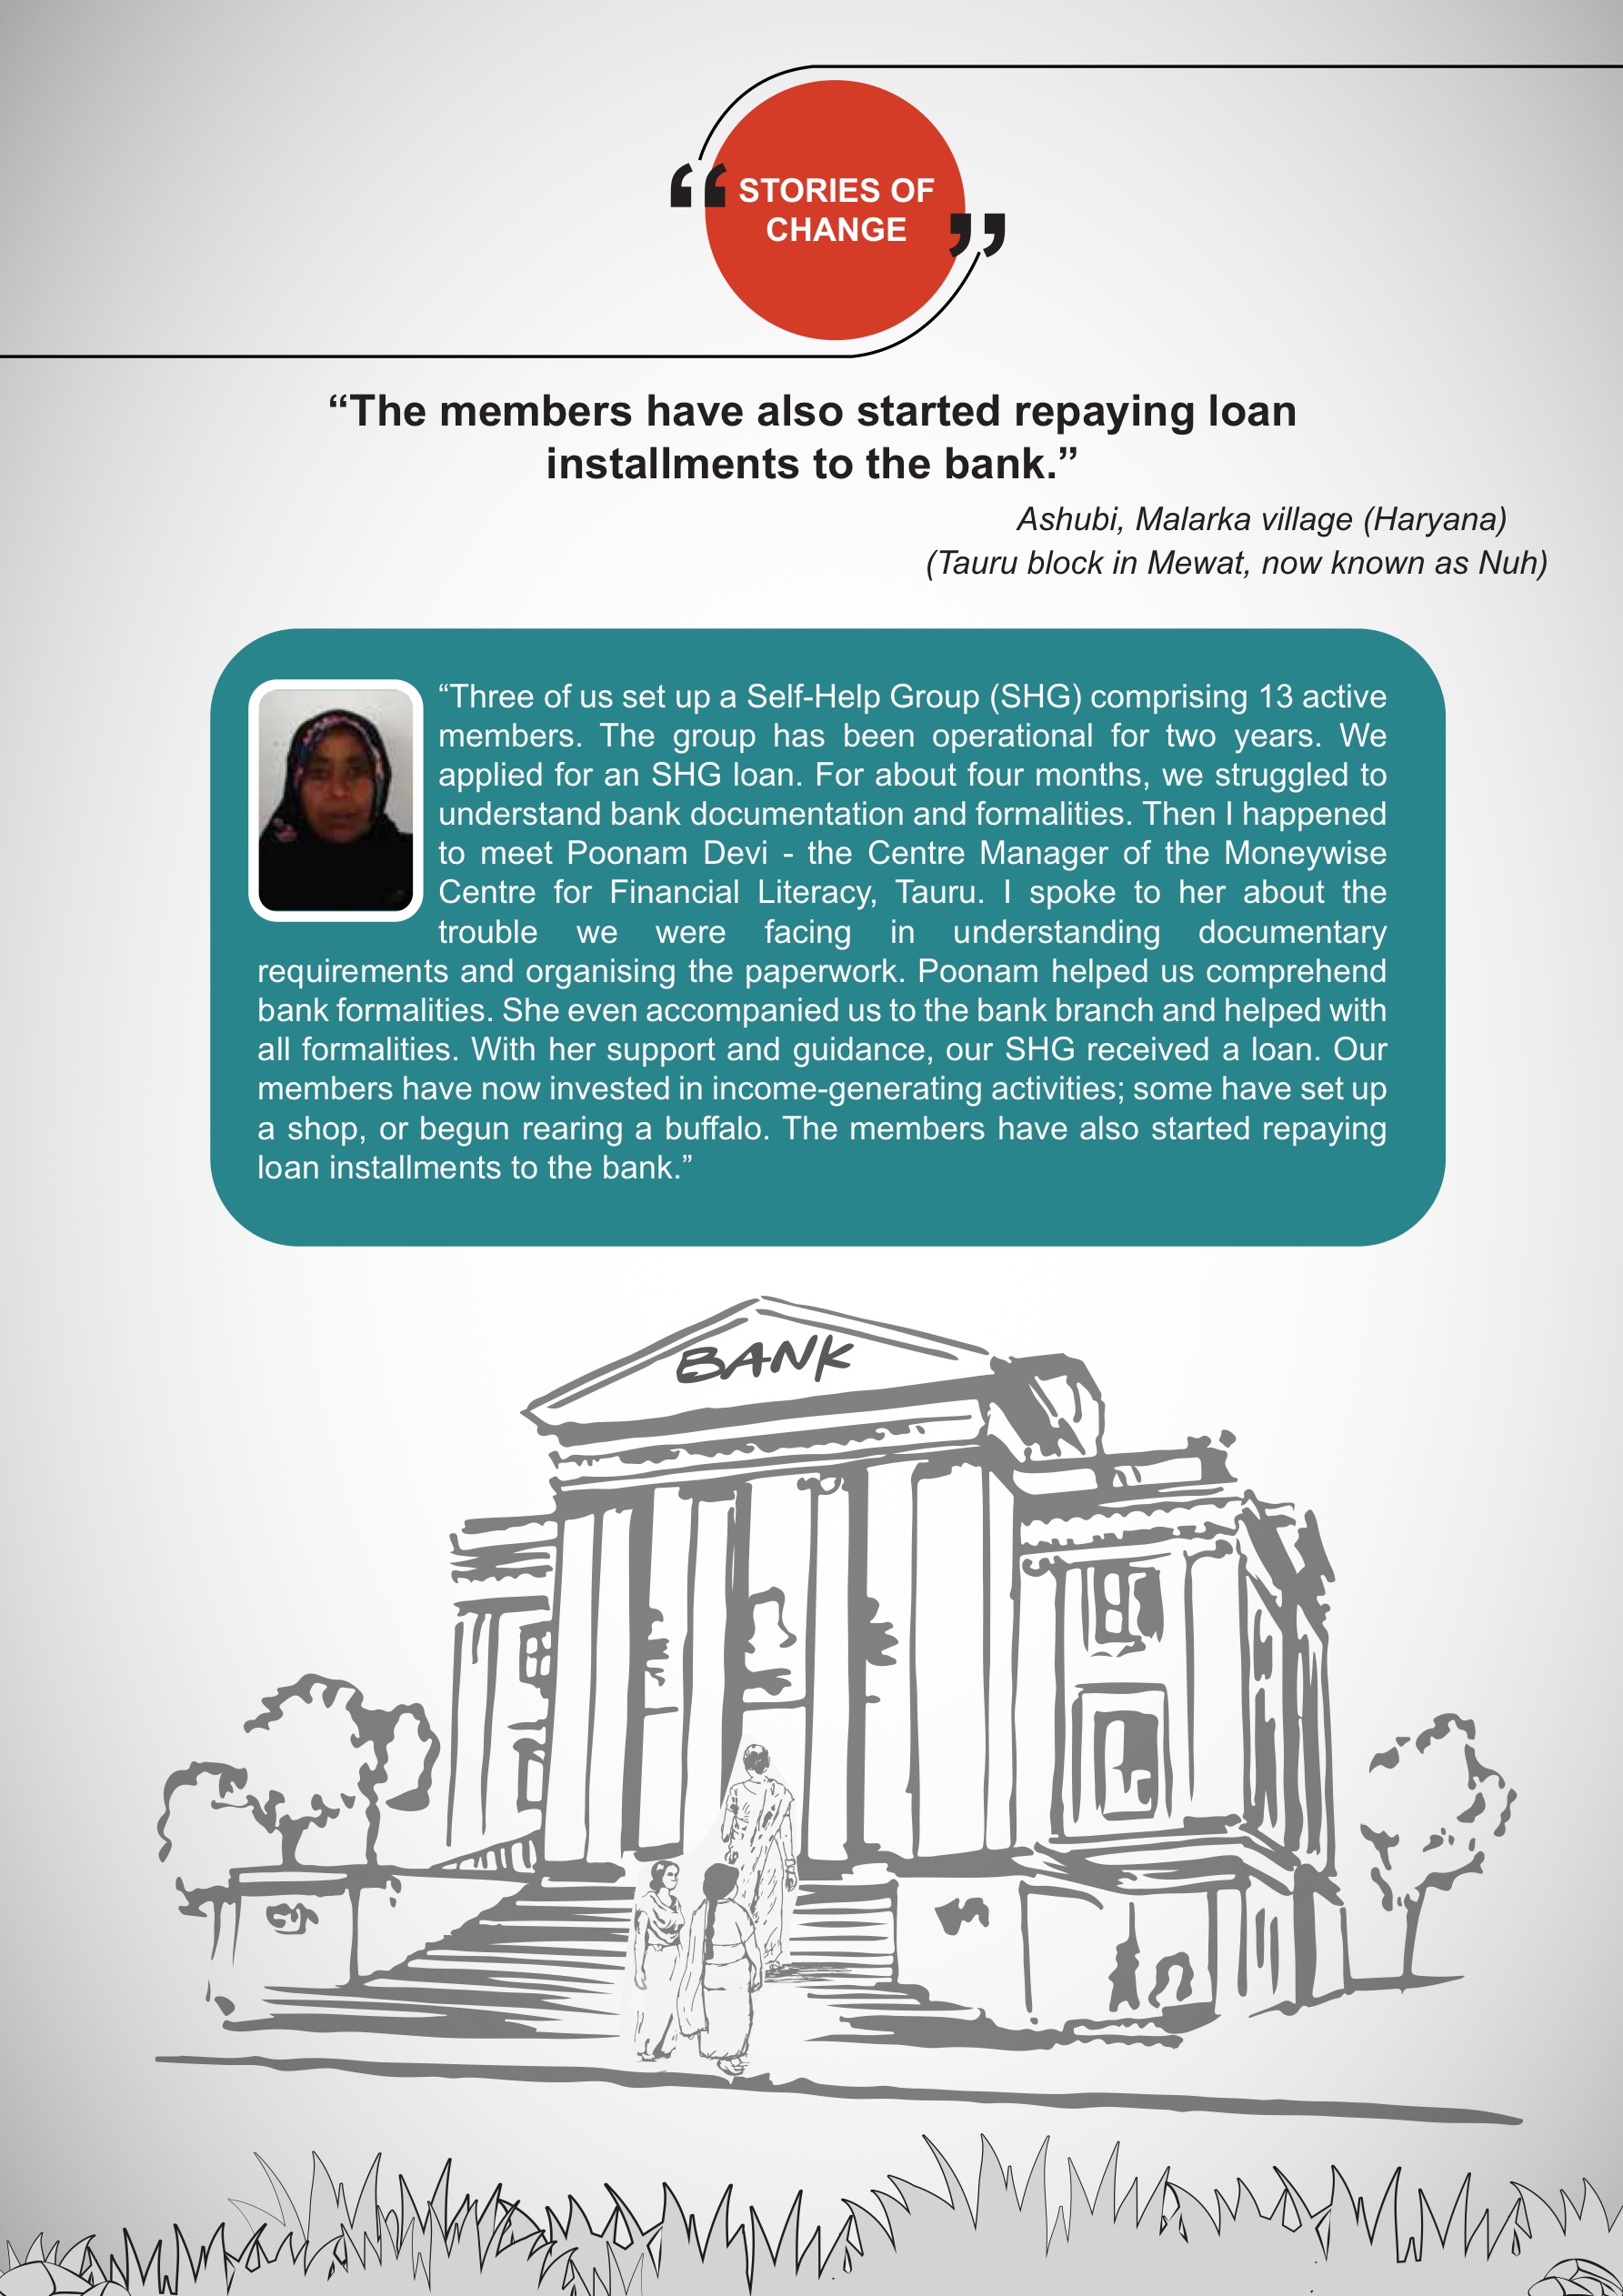 STORIES OF
CHANGE
“The members have also started repaying loan
installments to the bank.”
Ashubi, Malarka village (Haryana)
(Tauru block in Mewat, now known as Nuh)
“Three of us set up a Self-Help Group (SHG) comprising 13 active
members. The group has been operational for two years. We
applied for an SHG loan. For about four months, we struggled to
understand bank documentation and formalities. Then I happened
to meet Poonam Devi - the Centre Manager of the Moneywise
Centre for Financial Literacy, Tauru. I spoke to her about the
trouble we were facing in understanding documentary
requirements and organising the paperwork. Poonam helped us comprehend
bank formalities. She even accompanied us to the bank branch and helped with
all formalities. With her support and guidance, our SHG received a loan. Our
members have now invested in income-generating activities; some have set up
a shop, or begun rearing a buffalo. The members have also started repaying
loan installments to the bank.”
BANK